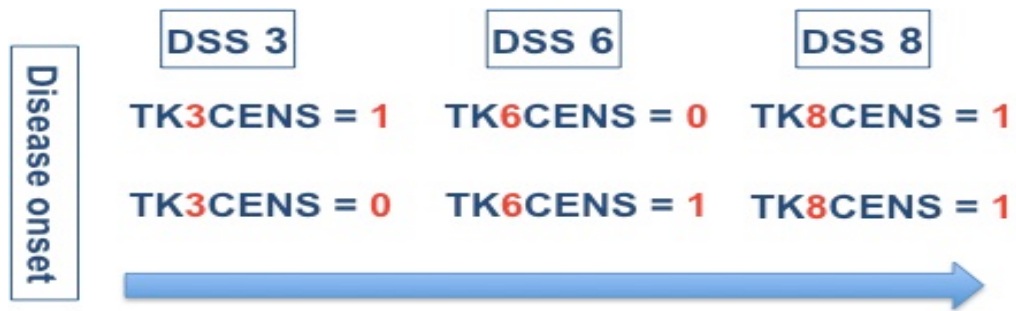 Disease onset
DSS 3 DSS 6 DSS 8
TK3CENS = 1 TK6CENS = 0 TK8CENS = 1
TK3CENS = 0 TK6CENS = 1 TK8CENS = 1